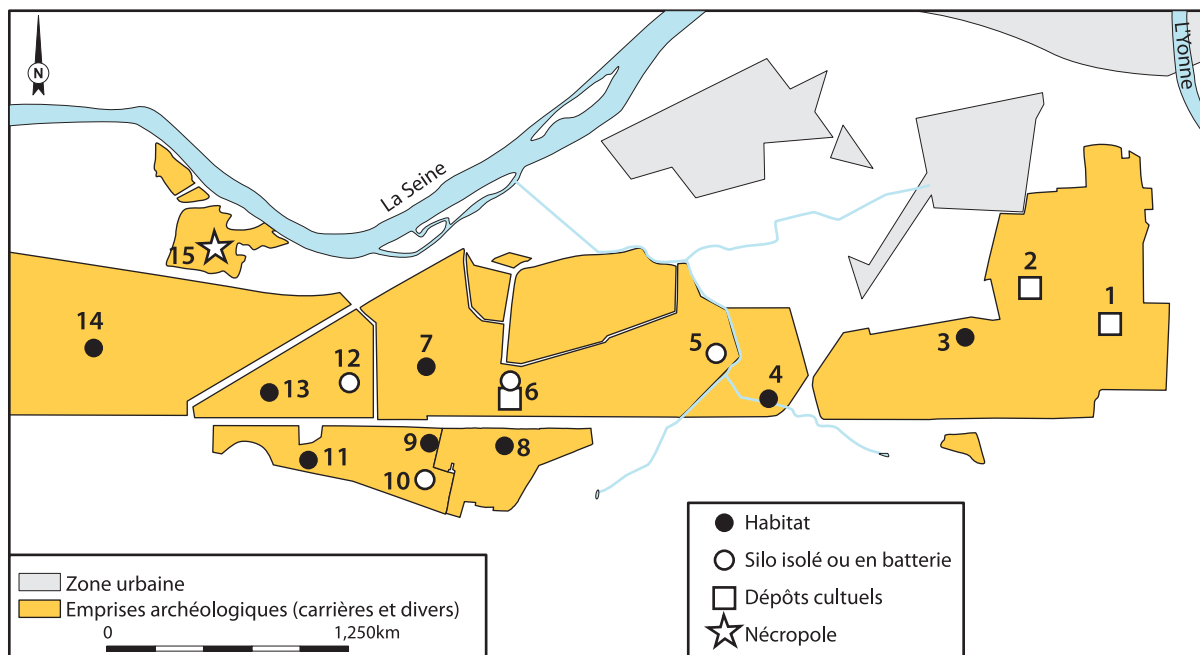 N
La Seine
L'Yonne
15
14
13
12
7
6
5
4
3
2
1
11
9
10
8
Zone urbaine
Emprises archéologiques (carrières et divers)
0 1,250km
Habitat
Silo isolé ou en batterie
Dépôts cultuels
Nécropole